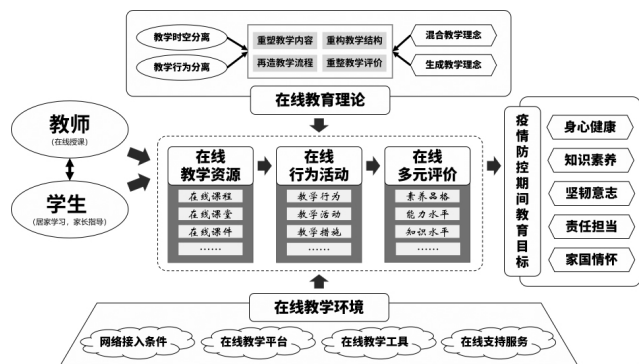 教学时空分离
教学行为分离
重塑教学内容
重构教学结构
再造教学流程
重整教学评价
混合教学理念
生成教学理念
在线教育理论
教师
(在线授课)
学生
(居家学习，家长指导)
在线
教学资源
在线课程
在线课堂
在线课件
……
在线
行为活动
教学行为
教学活动
教学措施
……
在线
多元评价
素养品格
能力水平
知识水平
……
疫情防控期间教育目标
身心健康
知识素养
坚韧意志
责任担当
家国情怀
在线教学环境
网络接入条件
在线教学平台
在线教学工具
在线支持服务